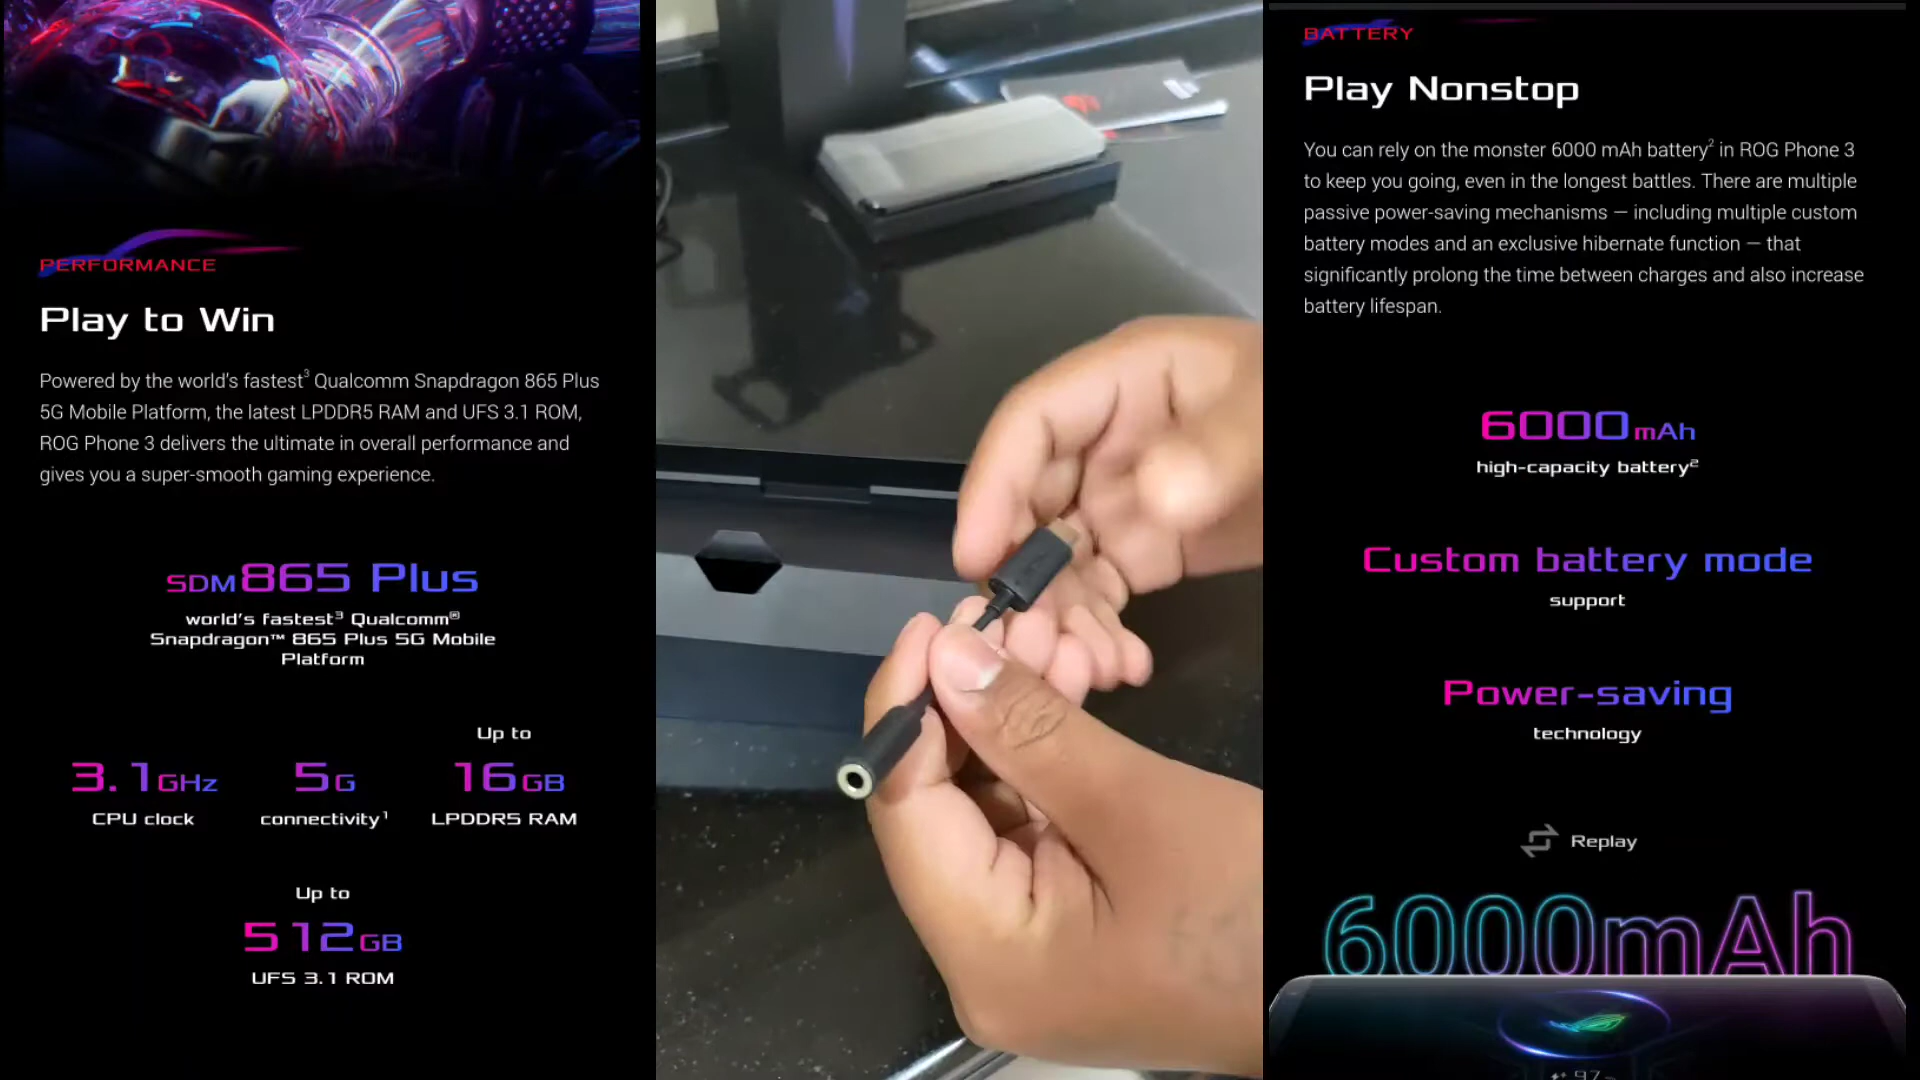 PERFORMANCE
Play to Win
Powered by the world's fastest³ Qualcomm Snapdragon 865 Plus
5G Mobile Platform, the latest LPDDR5 RAM and UFS 3.1 ROM,
ROG Phone 3 delivers the ultimate in overall performance and
gives you a super-smooth gaming experience.
SDM865 Plus
world's fastest³ Qualcomm®
Snapdragon™ 865 Plus 5G Mobile
Platform
3.1GHz
CPU clock
5G
connectivity¹
Up to
16GB
LPDDR5 RAM
Up to
512GB
UFS 3.1 ROM
BATTERY
Play Nonstop
You can rely on the monster 6000 mAh battery² in ROG Phone 3
to keep you going, even in the longest battles. There are multiple
passive power-saving mechanisms — including multiple custom
battery modes and an exclusive hibernate function — that
significantly prolong the time between charges and also increase
battery lifespan.
6000mAh
high-capacity battery²
Custom battery mode
support
Power-saving
technology
Replay
6000mAh